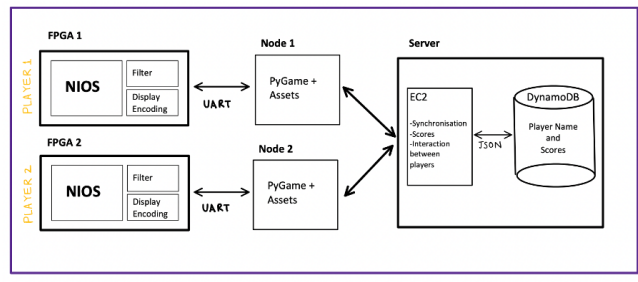 FPGA 1
Node 1
Server
PLAYER 1
NIOS
Filter
Display
Encoding
UART
PyGame +
Assets
EC2
-Synchronisation
-Scores
-Interaction
between
players
JSON
DynamoDB
Player Name
and
Scores
FPGA 2
Node 2
PLAYER 2
NIOS
Filter
Display
Encoding
UART
PyGame +
Assets